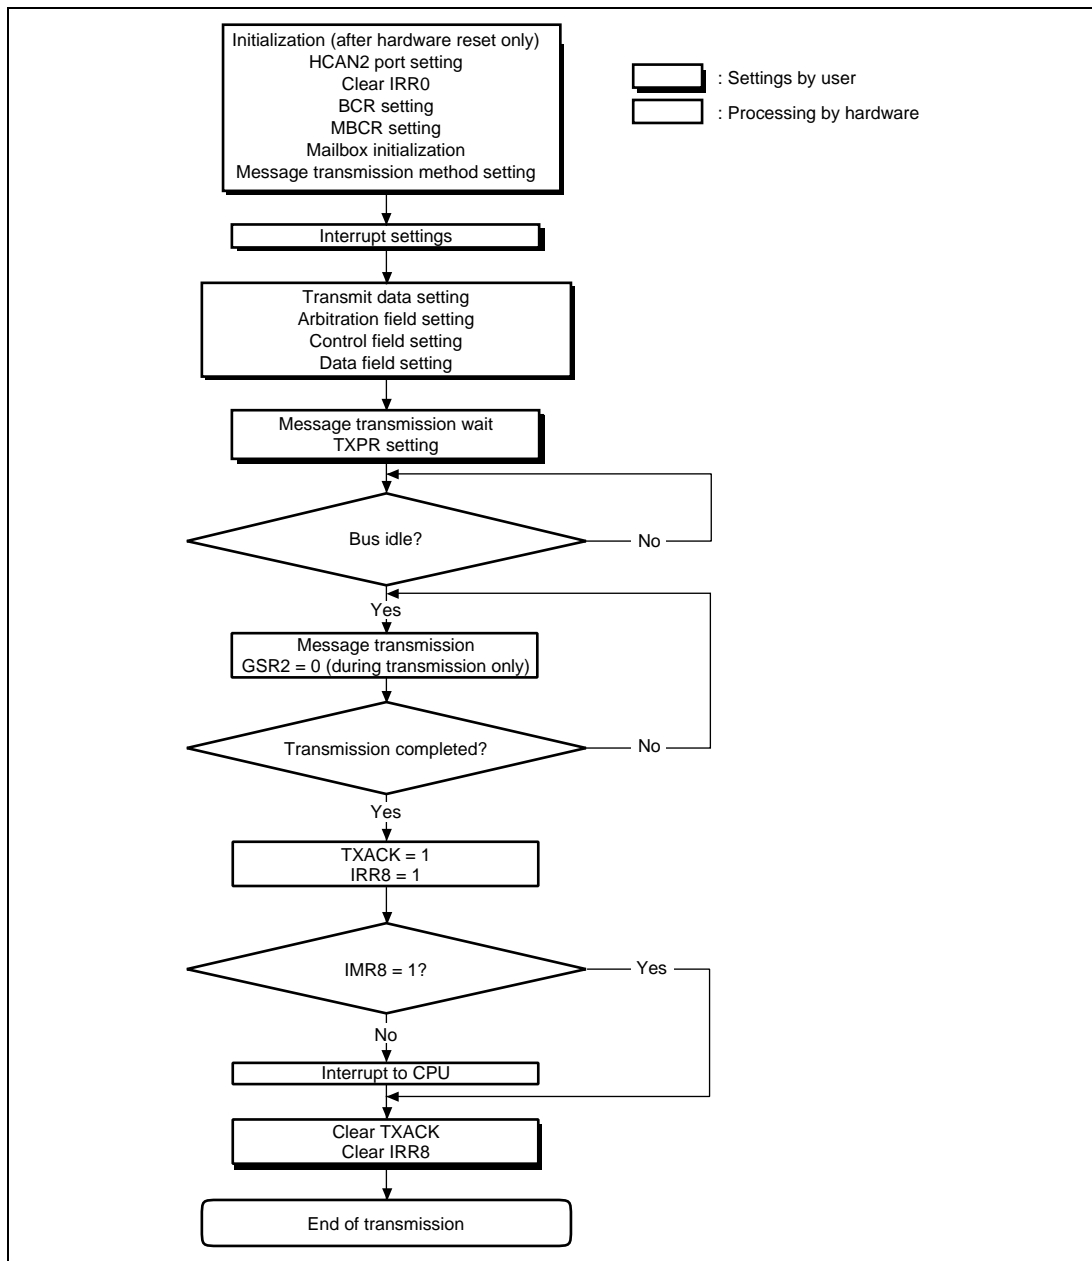 Initialization (after hardware reset only)
HCAN2 port setting
Clear IRR0
BCR setting
MBCR setting
Mailbox initialization
Message transmission method setting
: Settings by user
: Processing by hardware
Interrupt settings
Transmit data setting
Arbitration field setting
Control field setting
Data field setting
Message transmission wait
TXPR setting
Bus idle?
No
Yes
Message transmission
GSR2 = 0 (during transmission only)
Transmission completed?
No
Yes
TXACK = 1
IRR8 = 1
IMR8 = 1?
Yes
No
Interrupt to CPU
Clear TXACK
Clear IRR8
End of transmission